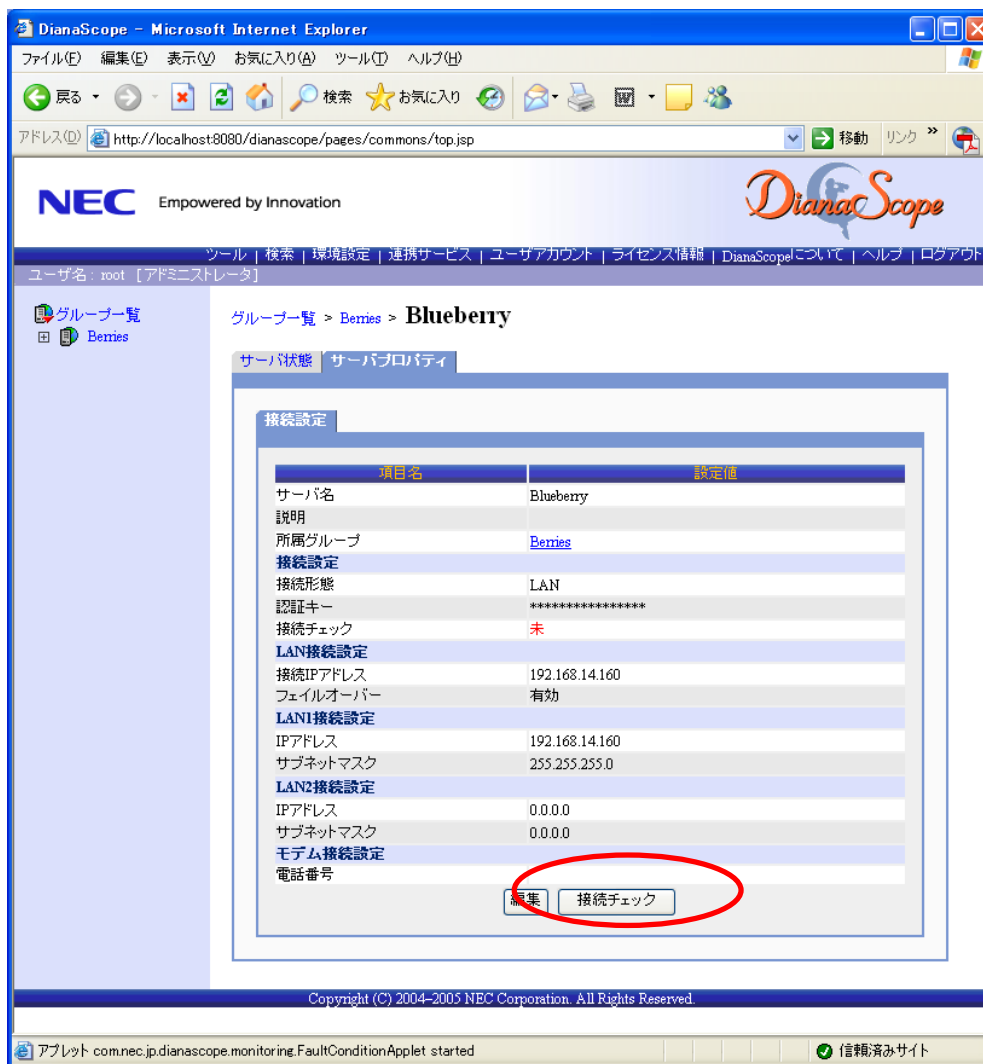 DianaScope - Microsoft Internet Explorer
ファイル(F) 編集(E) 表示(V) お気に入り(A) ツール(T) ヘルプ(H)
戻る 検索 お気に入り
アドレス(D) http://localhost:8080/dianascope/pages/commons/top.jsp 移動 リンク »
NEC Empowered by Innovation DianaScope
ツール | 検索 | 環境設定 | 連携サービス | ユーザアカウント | ライセンス情報 | DianaScopeについて | ヘルプ | ログアウト
ユーザ名 : root [アドミニストレータ]
グループ一覧
Berries
グループ一覧 > Berries > Blueberry
サーバ状態 サーバプロパティ
接続設定
項目名 設定値
サーバ名 Blueberry
説明
所属グループ Berries
接続設定
接続形態 LAN
認証キー ****************
接続チェック 未
LAN接続設定
接続IPアドレス 192.168.14.160
フェイルオーバー 有効
LAN1接続設定
IPアドレス 192.168.14.160
サブネットマスク 255.255.255.0
LAN2接続設定
IPアドレス 0.0.0.0
サブネットマスク 0.0.0.0
モデム接続設定
電話番号
編集 接続チェック
Copyright (C) 2004-2005 NEC Corporation. All Rights Reserved.
アプレット com.nec.jp.dianascope.monitoring.FaultConditionApplet started 信頼済みサイト